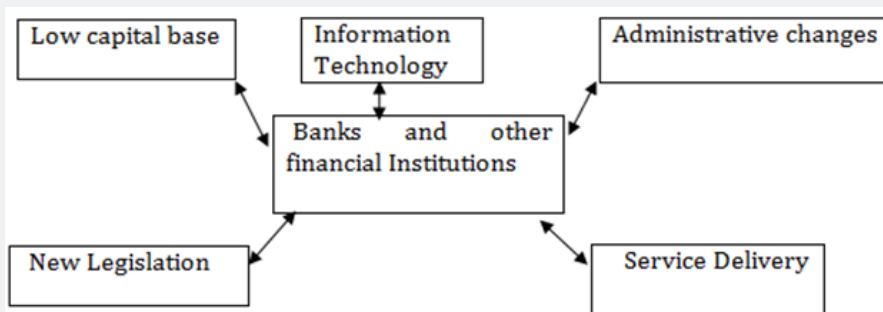 Low capital base
Information
Technology
Administrative changes
Banks and other
financial Institutions
New Legislation
Service Delivery